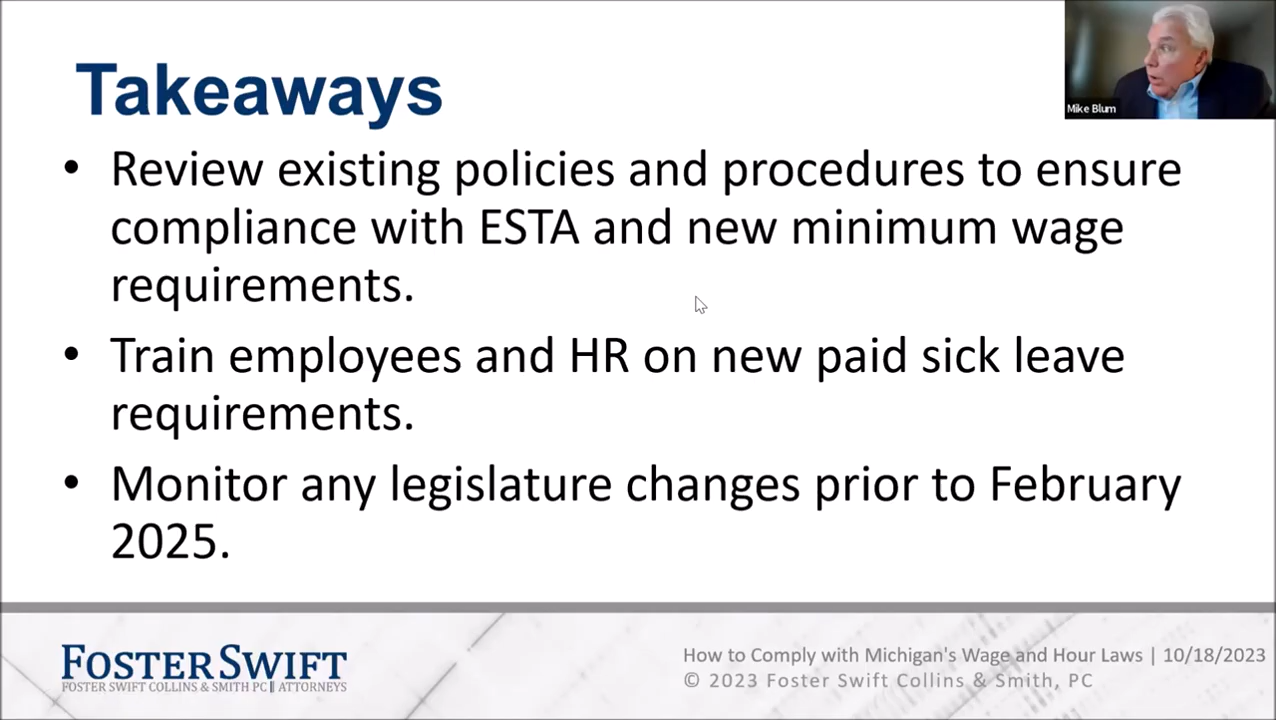 Takeaways
Mike Blum
• Review existing policies and procedures to ensure
compliance with ESTA and new minimum wage
requirements.
• Train employees and HR on new paid sick leave
requirements.
• Monitor any legislature changes prior to February
2025.
FOSTER SWIFT
FOSTER SWIFT COLLINS & SMITH PC || ATTORNEYS
How to Comply with Michigan's Wage and Hour Laws | 10/18/2023
© 2023 Foster Swift Collins & Smith, PC